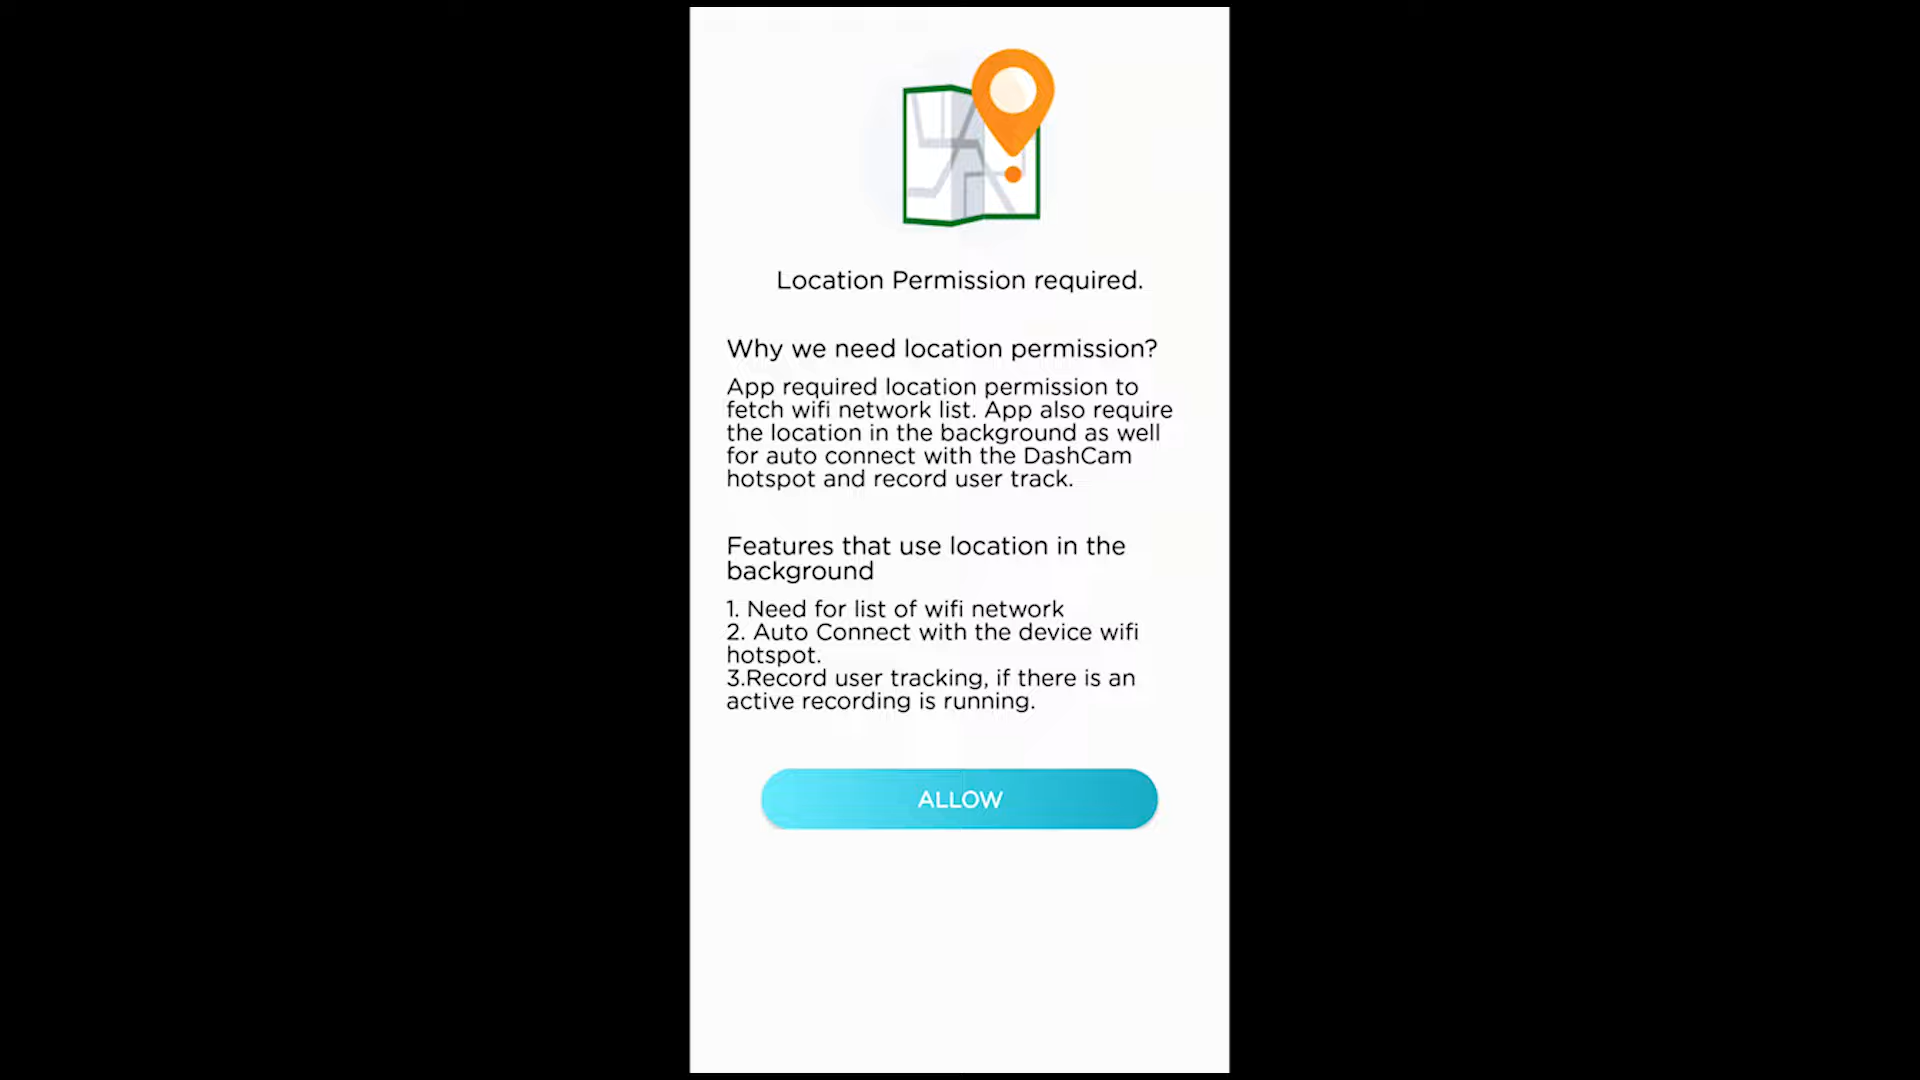 Location Permission required.
Why we need location permission?
App required location permission to
fetch wifi network list. App also require
the location in the background as well
for auto connect with the DashCam
hotspot and record user track.
Features that use location in the
background
1. Need for list of wifi network
2. Auto Connect with the device wifi
hotspot.
3.Record user tracking, if there is an
active recording is running.
ALLOW